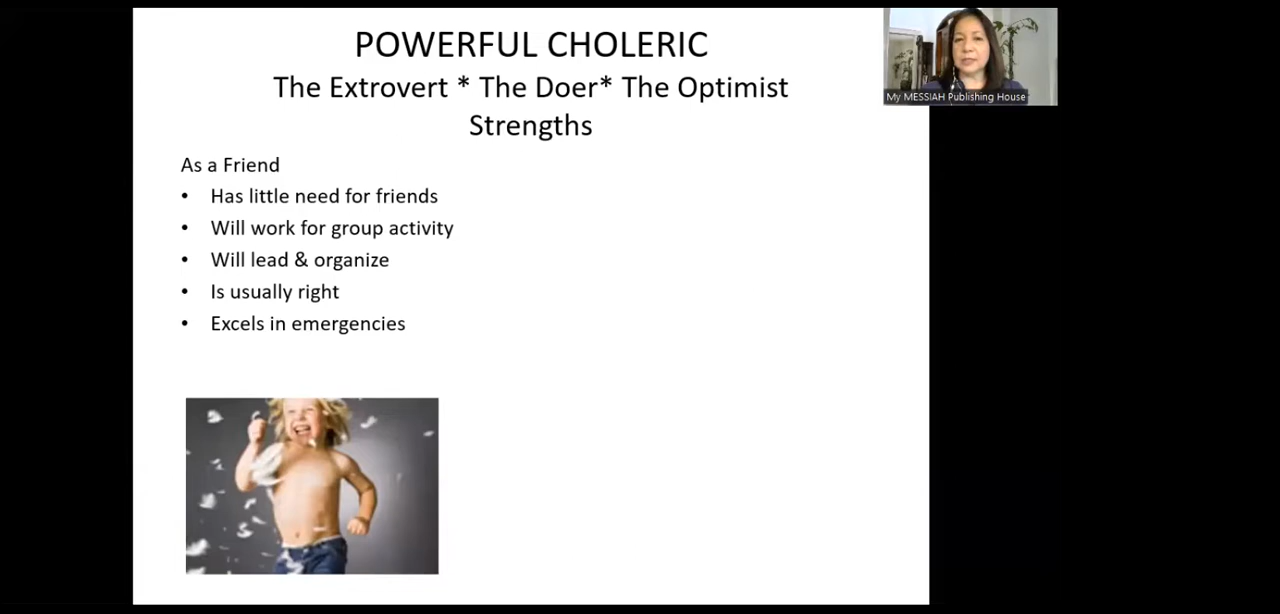 POWERFUL CHOLERIC
The Extrovert * The Doer* The Optimist
Strengths
My MESSIAH Publishing House
As a Friend
• Has little need for friends
• Will work for group activity
• Will lead & organize
• Is usually right
• Excels in emergencies